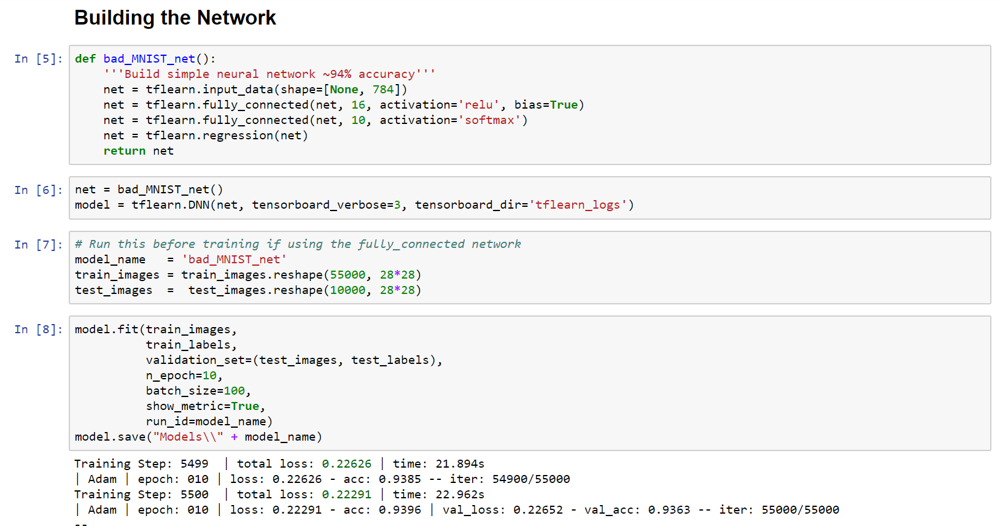 Building the Network
In [5]: def bad_MNIST_net():
    '''Build simple neural network ~94% accuracy'''
    net = tflearn.input_data(shape=[None, 784])
    net = tflearn.fully_connected(net, 16, activation='relu', bias=True)
    net = tflearn.fully_connected(net, 10, activation='softmax')
    net = tflearn.regression(net)
    return net
In [6]: net = bad_MNIST_net()
model = tflearn.DNN(net, tensorboard_verbose=3, tensorboard_dir='tflearn_logs')
In [7]: # Run this before training if using the fully_connected network
model_name   = 'bad_MNIST_net'
train_images = train_images.reshape(55000, 28*28)
test_images  =  test_images.reshape(10000, 28*28)
In [8]: model.fit(train_images,
          train_labels,
          validation_set=(test_images, test_labels),
          n_epoch=10,
          batch_size=100,
          show_metric=True,
          run_id=model_name)
model.save("Models\\" + model_name)
Training Step: 5499  | total loss: 0.22626 | time: 21.894s
| Adam | epoch: 010 | loss: 0.22626 - acc: 0.9385 -- iter: 54900/55000
Training Step: 5500  | total loss: 0.22291 | time: 22.962s
| Adam | epoch: 010 | loss: 0.22291 - acc: 0.9396 | val_loss: 0.22652 - val_acc: 0.9363 -- iter: 55000/55000
--